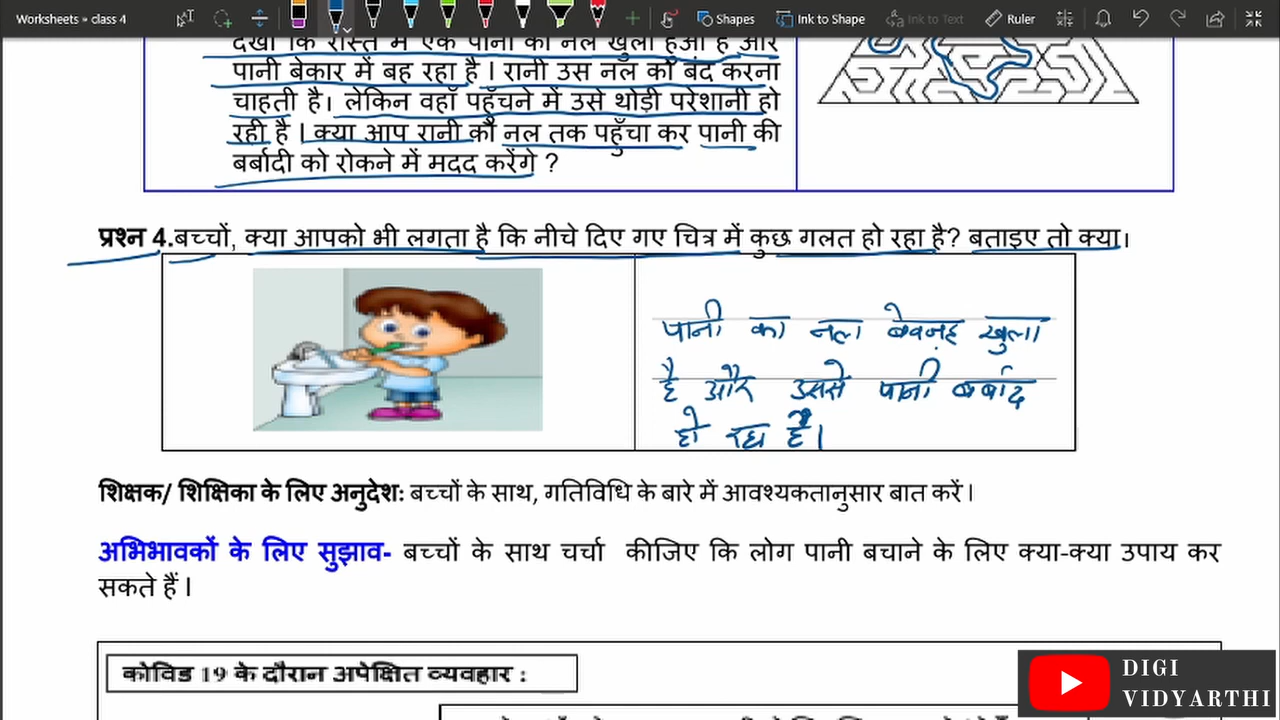 Worksheets » class 4
Shapes
Ink to Shape
Ink to Text
Ruler
देखा कि रास्ते में एक पानी का नल खुला हुआ है और
पानी बेकार में बह रहा है। रानी उस नल को बंद करना
चाहती है। लेकिन वहाँ पहुँचने में उसे थोड़ी परेशानी हो
रही है। क्या आप रानी को नल तक पहुँचा कर पानी की
बर्बादी को रोकने में मदद करेंगे ?
प्रश्न 4.बच्चों, क्या आपको भी लगता है कि नीचे दिए गए चित्र में कुछ गलत हो रहा है? बताइए तो क्या।
पानी का नल बेवजह खुला
है और उससे पानी बर्बाद
हो रहा है।
शिक्षक/ शिक्षिका के लिए अनुदेश: बच्चों के साथ, गतिविधि के बारे में आवश्यकतानुसार बात करें।
अभिभावकों के लिए सुझाव- बच्चों के साथ चर्चा कीजिए कि लोग पानी बचाने के लिए क्या-क्या उपाय कर
सकते हैं।
कोविड 19 के दौरान अपेक्षित व्यवहार :
DIGI
VIDYARTHI